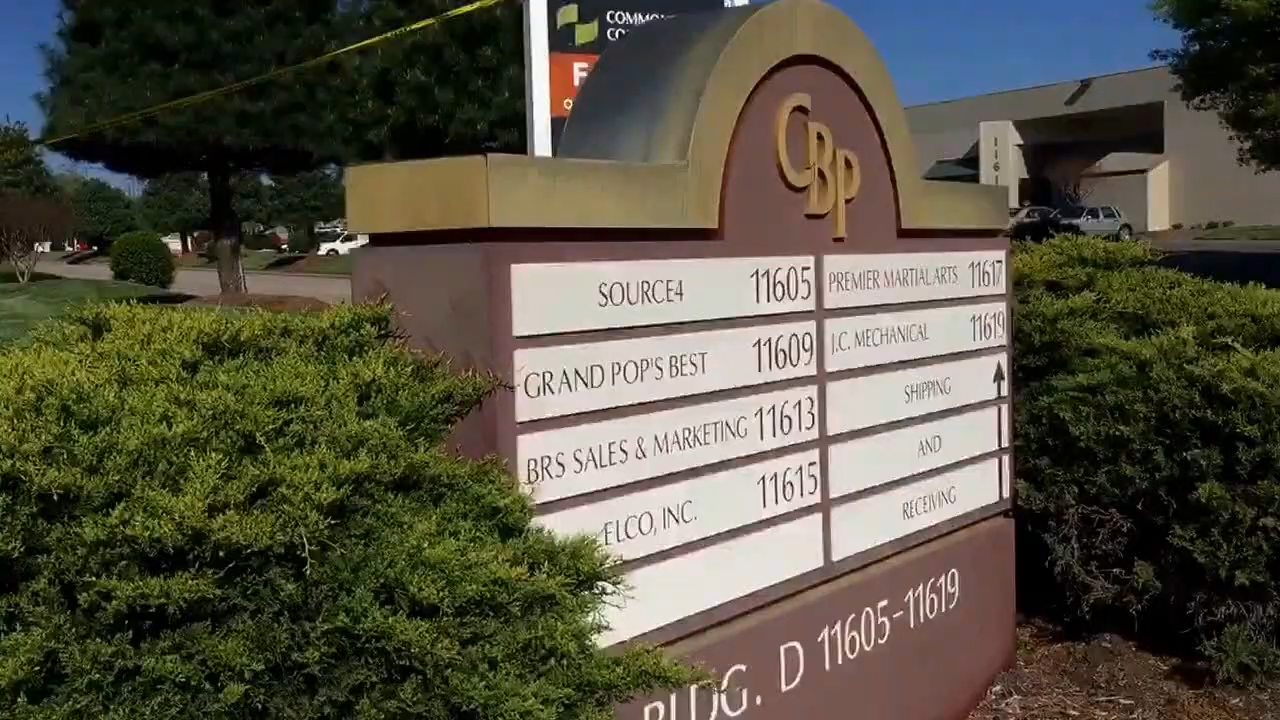 CBP
SOURCE4 11605
GRAND POP'S BEST 11609
BRS SALES & MARKETING 11613
ELCO, INC. 11615
PREMIER MARTIAL ARTS 11617
J.C. MECHANICAL 11619
SHIPPING
AND
RECEIVING
BLDG. D 11605-11619